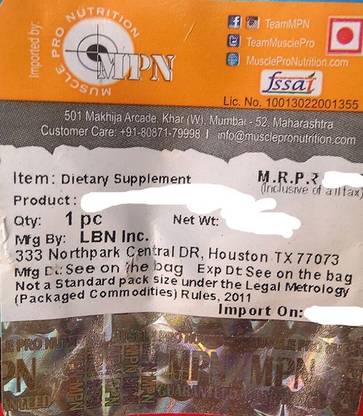 Imported by:
MUSCLE PRO NUTRITION
MPN
TeamMPN
TeamMusclePro
MuscleProNutrition.com
fssai
Lic. No. 10013022001355
501 Makhija Arcade, Khar (W), Mumbai - 52. Maharashtra
Customer Care: +91-80871-79998 I info@musclepronutrition.com
Item: Dietary Supplement M.R.P.₹
(Inclusive of all tax)
Product:
Qty: 1 pc Net Wt:
Mfg By: LBN Inc.
333 Northpark Central DR, Houston TX77073
Mfg Dt:See on the bag Exp Dt:See on the bag
Not a Standard pack size under the Legal Metrology
(Packaged Commodities) Rules, 2011
Import On:
MPN MPN